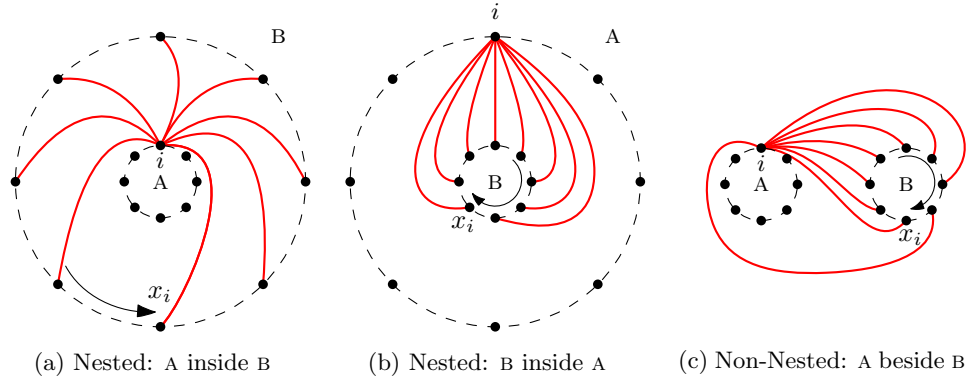 B
i
A
x_i
(a) Nested: A inside B
i
A
B
x_i
(b) Nested: B inside A
i
A
B
x_i
(c) Non-Nested: A beside B